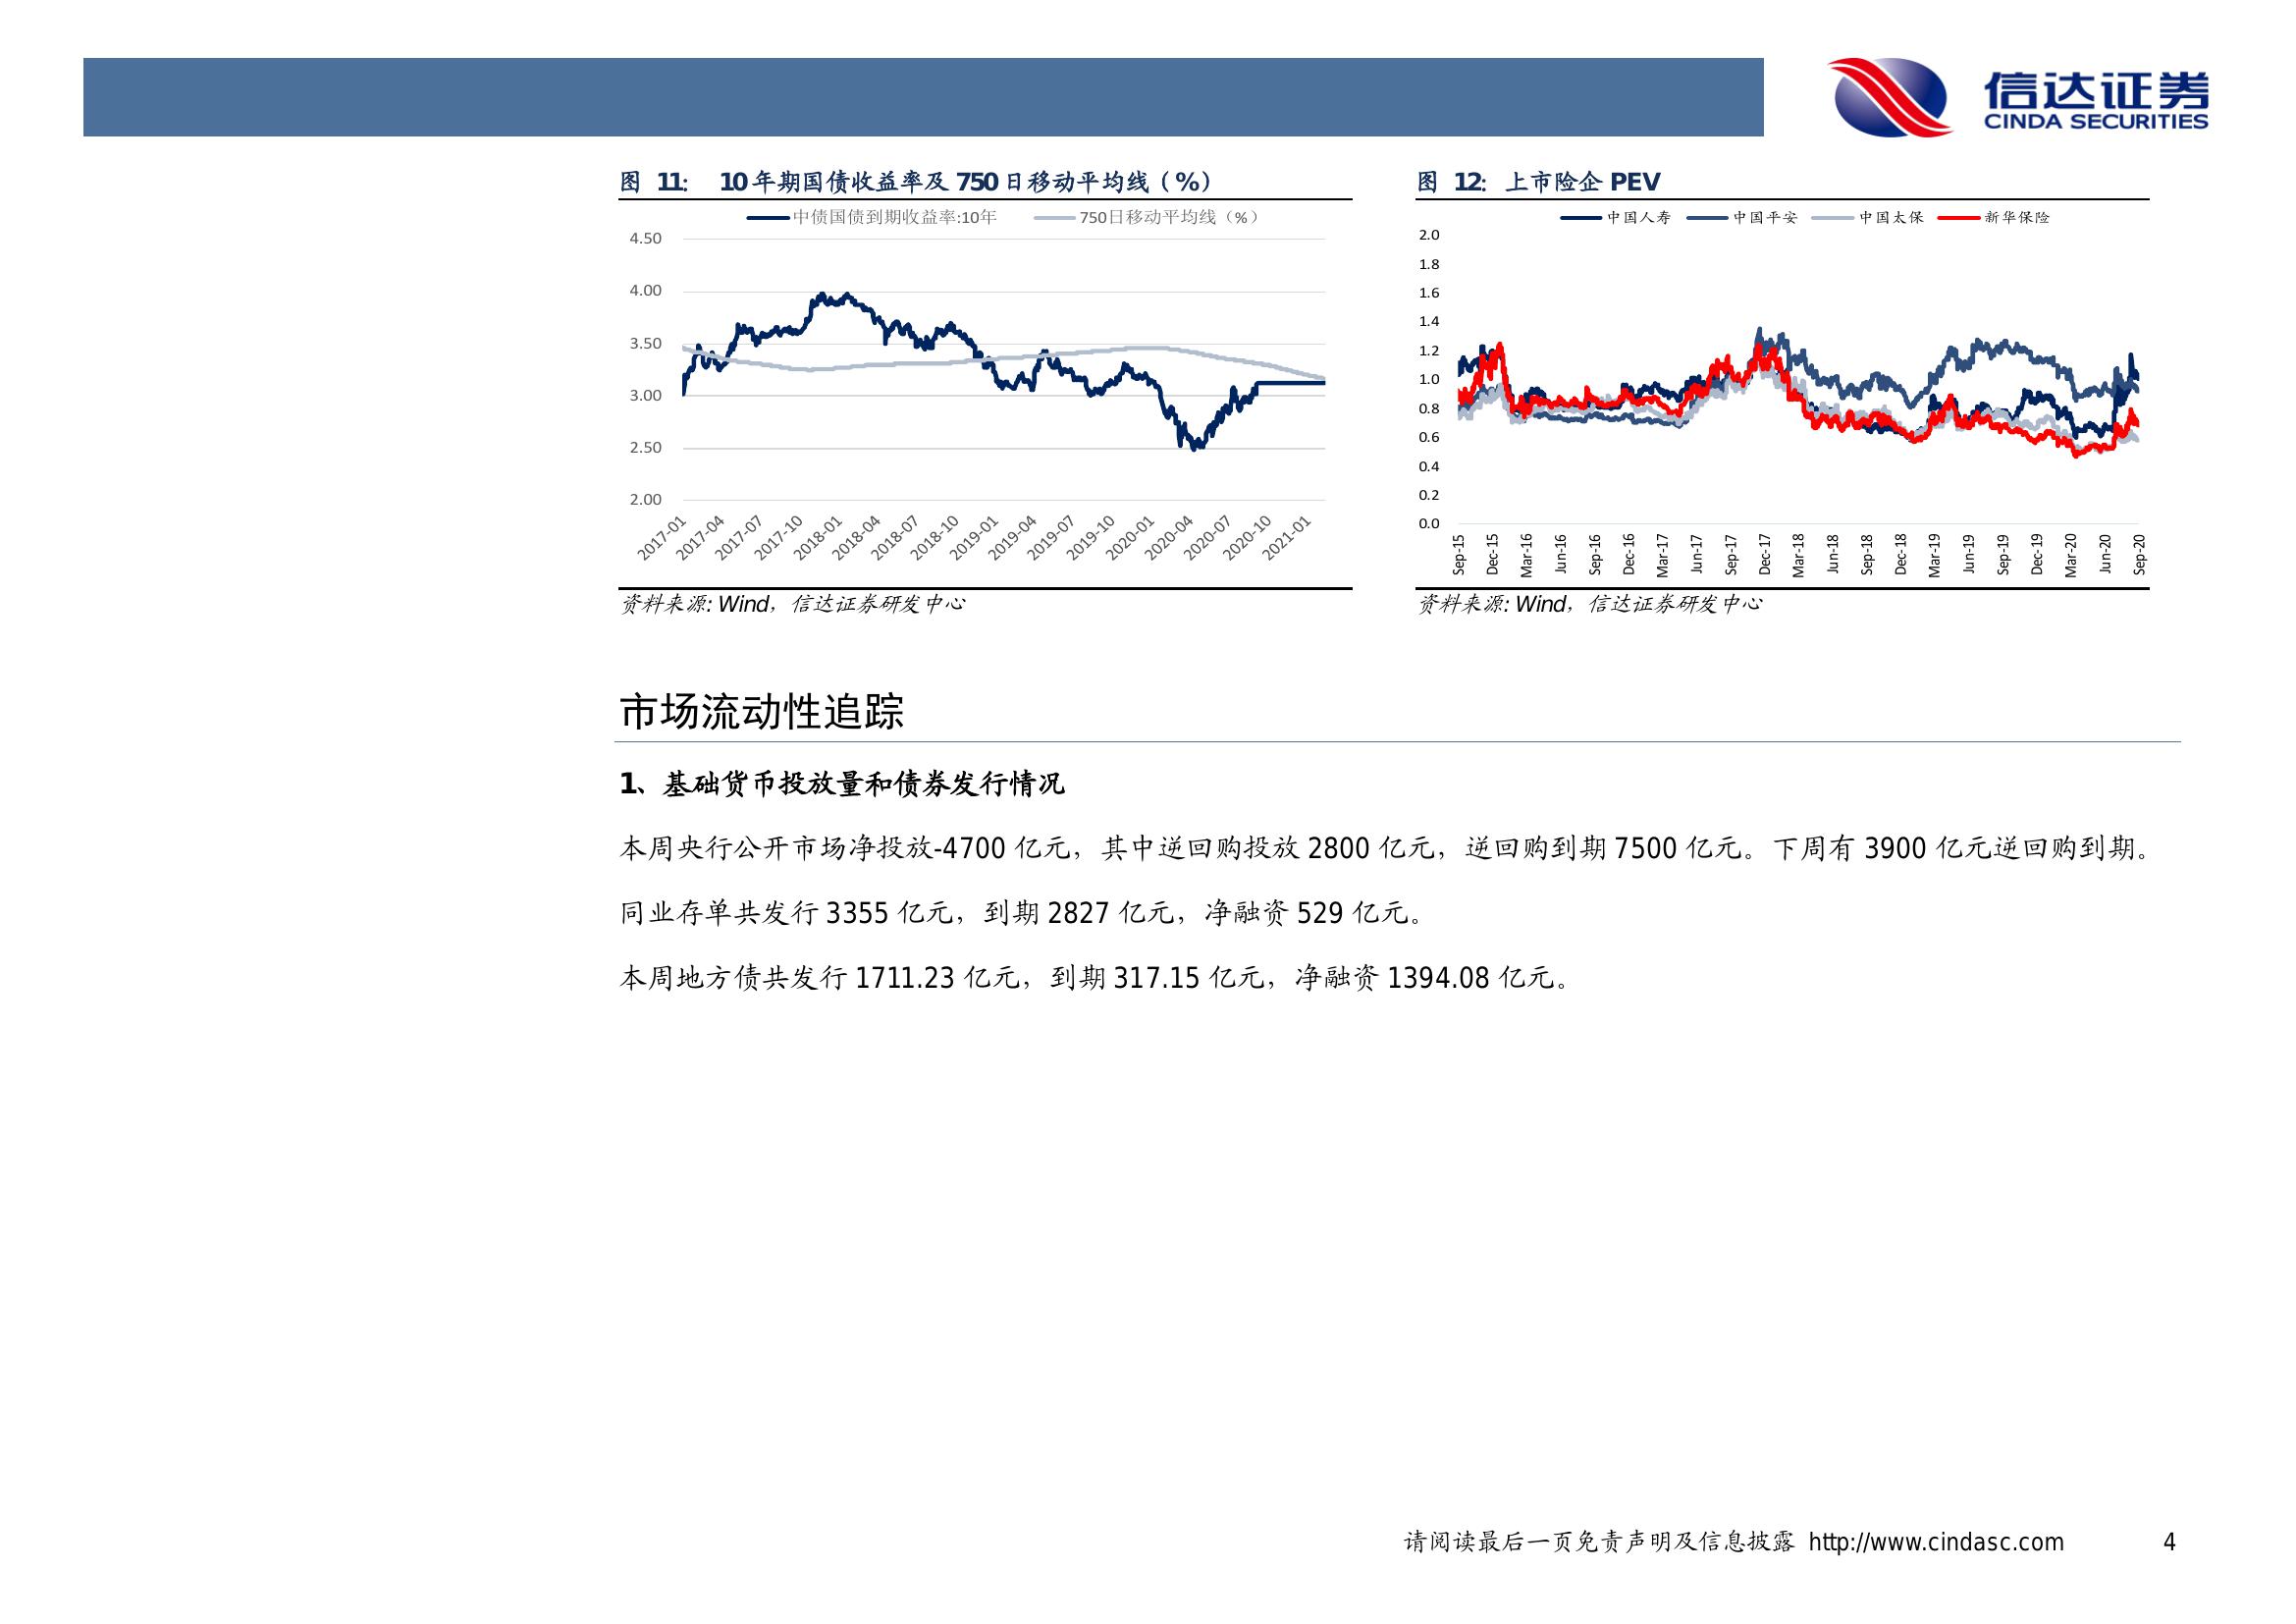 信达证券
CINDA SECURITIES
图 11: 10年期国债收益率及 750日移动平均线（%）
中债国债到期收益率:10年 750日移动平均线（%）
4.50
4.00
3.50
3.00
2.50
2.00
2017-01 2017-04 2017-07 2017-10 2018-01 2018-04 2018-07 2018-10 2019-01 2019-04 2019-07 2019-10 2020-01 2020-04 2020-07 2020-10 2021-01
资料来源: Wind，信达证券研发中心
图 12: 上市险企 PEV
中国人寿 中国平安 中国太保 新华保险
2.0
1.8
1.6
1.4
1.2
1.0
0.8
0.6
0.4
0.2
0.0
Sep-15 Dec-15 Mar-16 Jun-16 Sep-16 Dec-16 Mar-17 Jun-17 Sep-17 Dec-17 Mar-18 Jun-18 Sep-18 Dec-18 Mar-19 Jun-19 Sep-19 Dec-19 Mar-20 Jun-20 Sep-20
资料来源: Wind，信达证券研发中心
市场流动性追踪
1、基础货币投放量和债券发行情况
本周央行公开市场净投放-4700 亿元，其中逆回购投放 2800 亿元，逆回购到期 7500 亿元。下周有 3900 亿元逆回购到期。
同业存单共发行 3355 亿元，到期 2827 亿元，净融资 529 亿元。
本周地方债共发行 1711.23 亿元，到期 317.15 亿元，净融资 1394.08 亿元。
请阅读最后一页免责声明及信息披露 http://www.cindasc.com 4